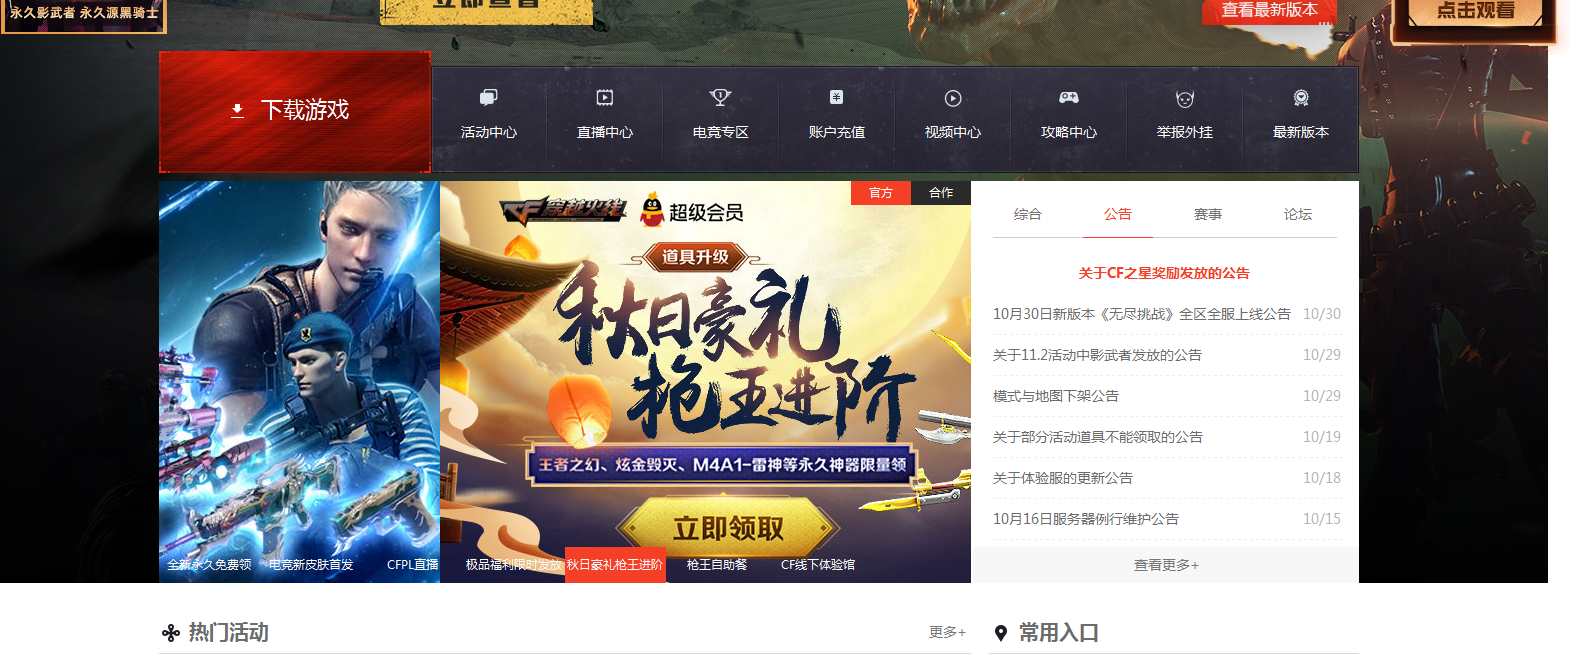 永久影武者 永久源黑骑士
立即查看
查看最新版本
点击观看
下载游戏
活动中心
直播中心
电竞专区
账户充值
视频中心
攻略中心
举报外挂
最新版本
穿越火线
超级会员
官方
合作
道具升级
秋日豪礼
枪王进阶
王者之幻、炫金毁灭、M4A1-雷神等永久神器限量领
立即领取
全新永久免费领
电竞新皮肤首发
CFPL直播
极品福利限时发放
秋日豪礼枪王进阶
枪王自助餐
CF线下体验馆
综合
公告
赛事
论坛
关于CF之星奖励发放的公告
10月30日新版本《无尽挑战》全区全服上线公告 10/30
关于11.2活动中影武者发放的公告 10/29
模式与地图下架公告 10/29
关于部分活动道具不能领取的公告 10/19
关于体验服的更新公告 10/18
10月16日服务器例行维护公告 10/15
查看更多+
热门活动
更多+
常用入口